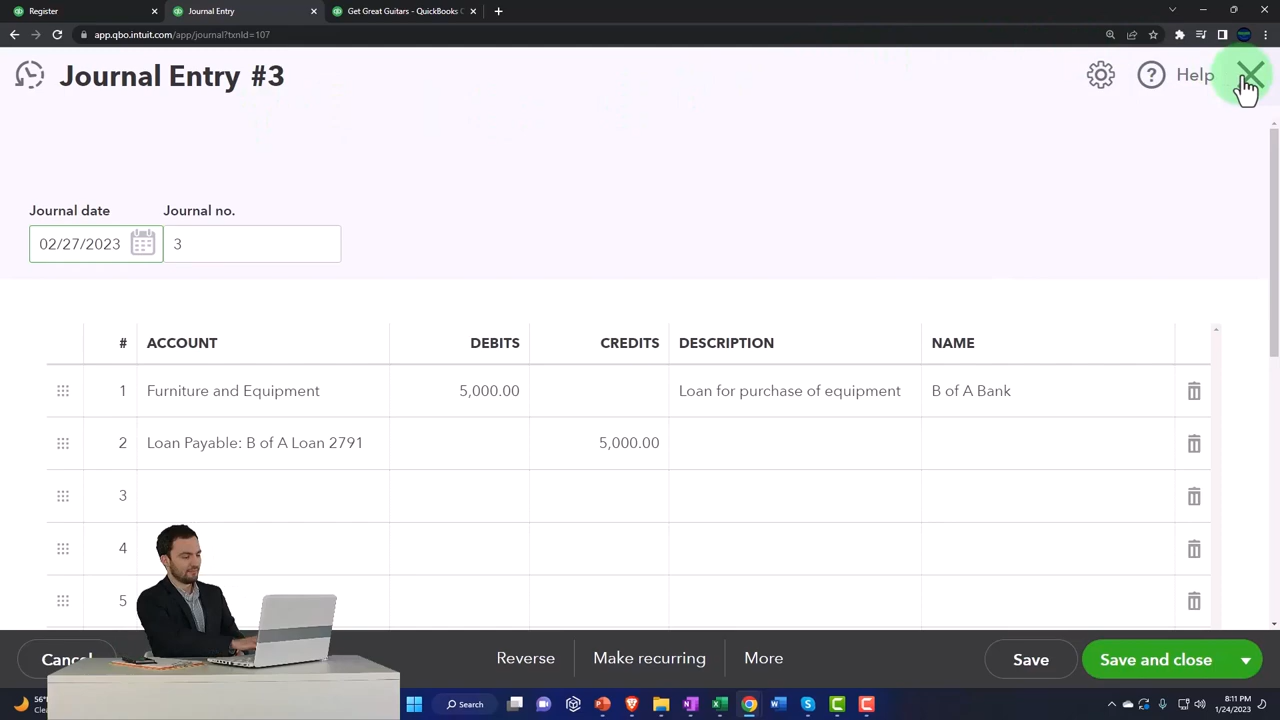 Register
Journal Entry
Get Great Guitars - QuickBooks C
app.qbo.intuit.com/app/journal?txnId=107
Journal Entry #3
Help
Journal date
Journal no.
02/27/2023
3
# ACCOUNT DEBITS CREDITS DESCRIPTION NAME
1 Furniture and Equipment 5,000.00 Loan for purchase of equipment B of A Bank
2 Loan Payable: B of A Loan 2791 5,000.00
3
4
5
Cancel Reverse Make recurring More Save Save and close
56°
Search
8:11 PM
1/24/2023